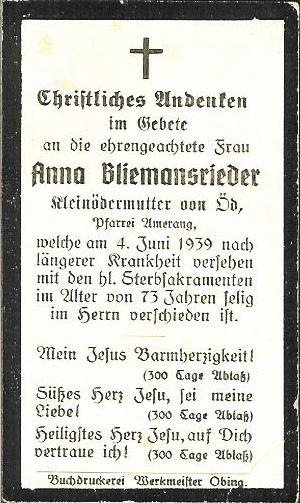 Christliches Andenken
im Gebete
an die ehrengeachtete Frau
Anna Bliemansrieder
Kleinödermutter von Öd,
Pfarrei Amerang,
welche am 4. Juni 1939 nach
längerer Krankheit versehen
mit den hl. Sterbsakramenten
im Alter von 73 Jahren selig
im Herrn verschieden ist.
Mein Jesus Barmherzigkeit!
(300 Tage Ablaß)
Süßes Herz Jesu, sei meine
Liebe! (300 Tage Ablaß)
Heiligstes Herz Jesu, auf Dich
vertraue ich! (300 Tage Ablaß)
Buchdruckerei Werkmeister Obing.